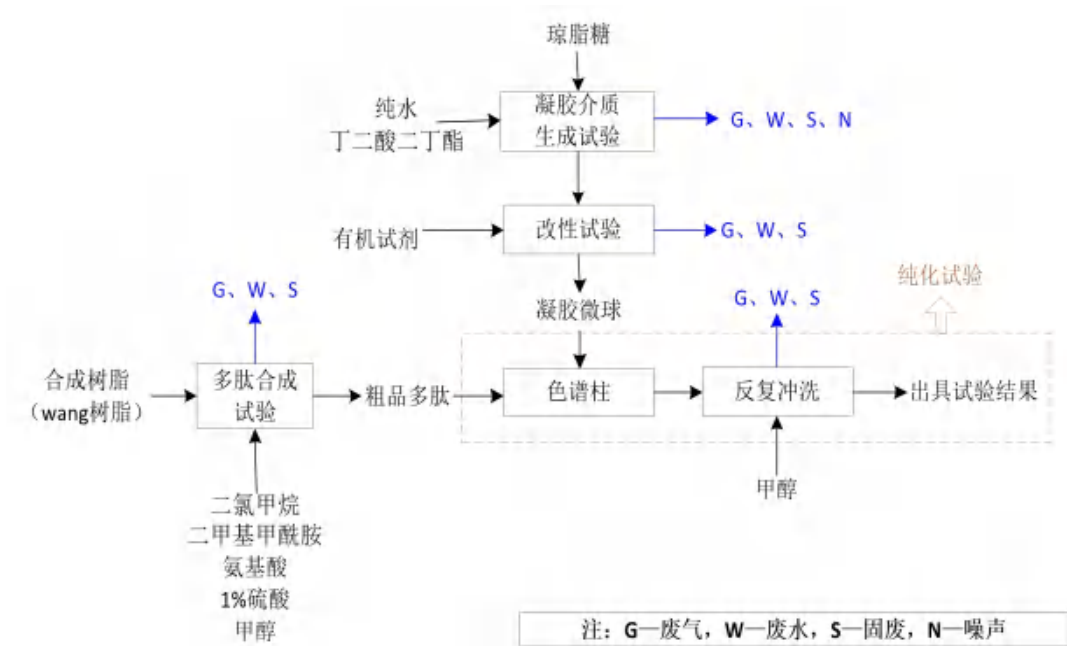 琼脂糖
纯水
丁二酸二丁酯
凝胶介质
生成试验
G、W、S、N
有机试剂
改性试验
G、W、S
凝胶微球
G、W、S
G、W、S
纯化试验
合成树脂
（wang树脂）
多肽合成
试验
粗品多肽
色谱柱
反复冲洗
出具试验结果
甲醇
二氯甲烷
二甲基甲酰胺
氨基酸
1%硫酸
甲醇
注：G—废气，W—废水，S—固废，N—噪声